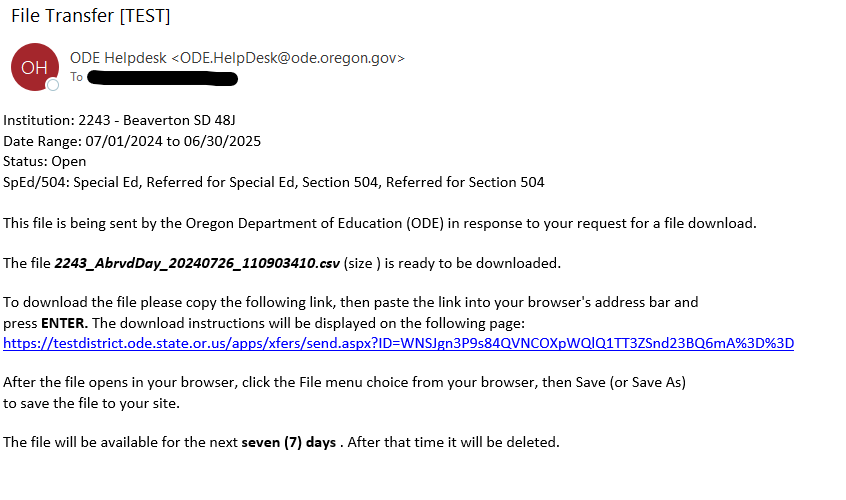 File Transfer [TEST]
OH
ODE Helpdesk <ODE.HelpDesk@ode.oregon.gov>
To
Institution: 2243 - Beaverton SD 48J
Date Range: 07/01/2024 to 06/30/2025
Status: Open
SpEd/504: Special Ed, Referred for Special Ed, Section 504, Referred for Section 504
This file is being sent by the Oregon Department of Education (ODE) in response to your request for a file download.
The file 2243_AbrvdDay_20240726_110903410.csv (size ) is ready to be downloaded.
To download the file please copy the following link, then paste the link into your browser's address bar and
press ENTER. The download instructions will be displayed on the following page:
https://testdistrict.ode.state.or.us/apps/xfers/send.aspx?ID=WNSJgn3P9s84QVNCOXpWQlQ1TT3ZSnd23BQ6mA%3D%3D
After the file opens in your browser, click the File menu choice from your browser, then Save (or Save As)
to save the file to your site.
The file will be available for the next seven (7) days . After that time it will be deleted.